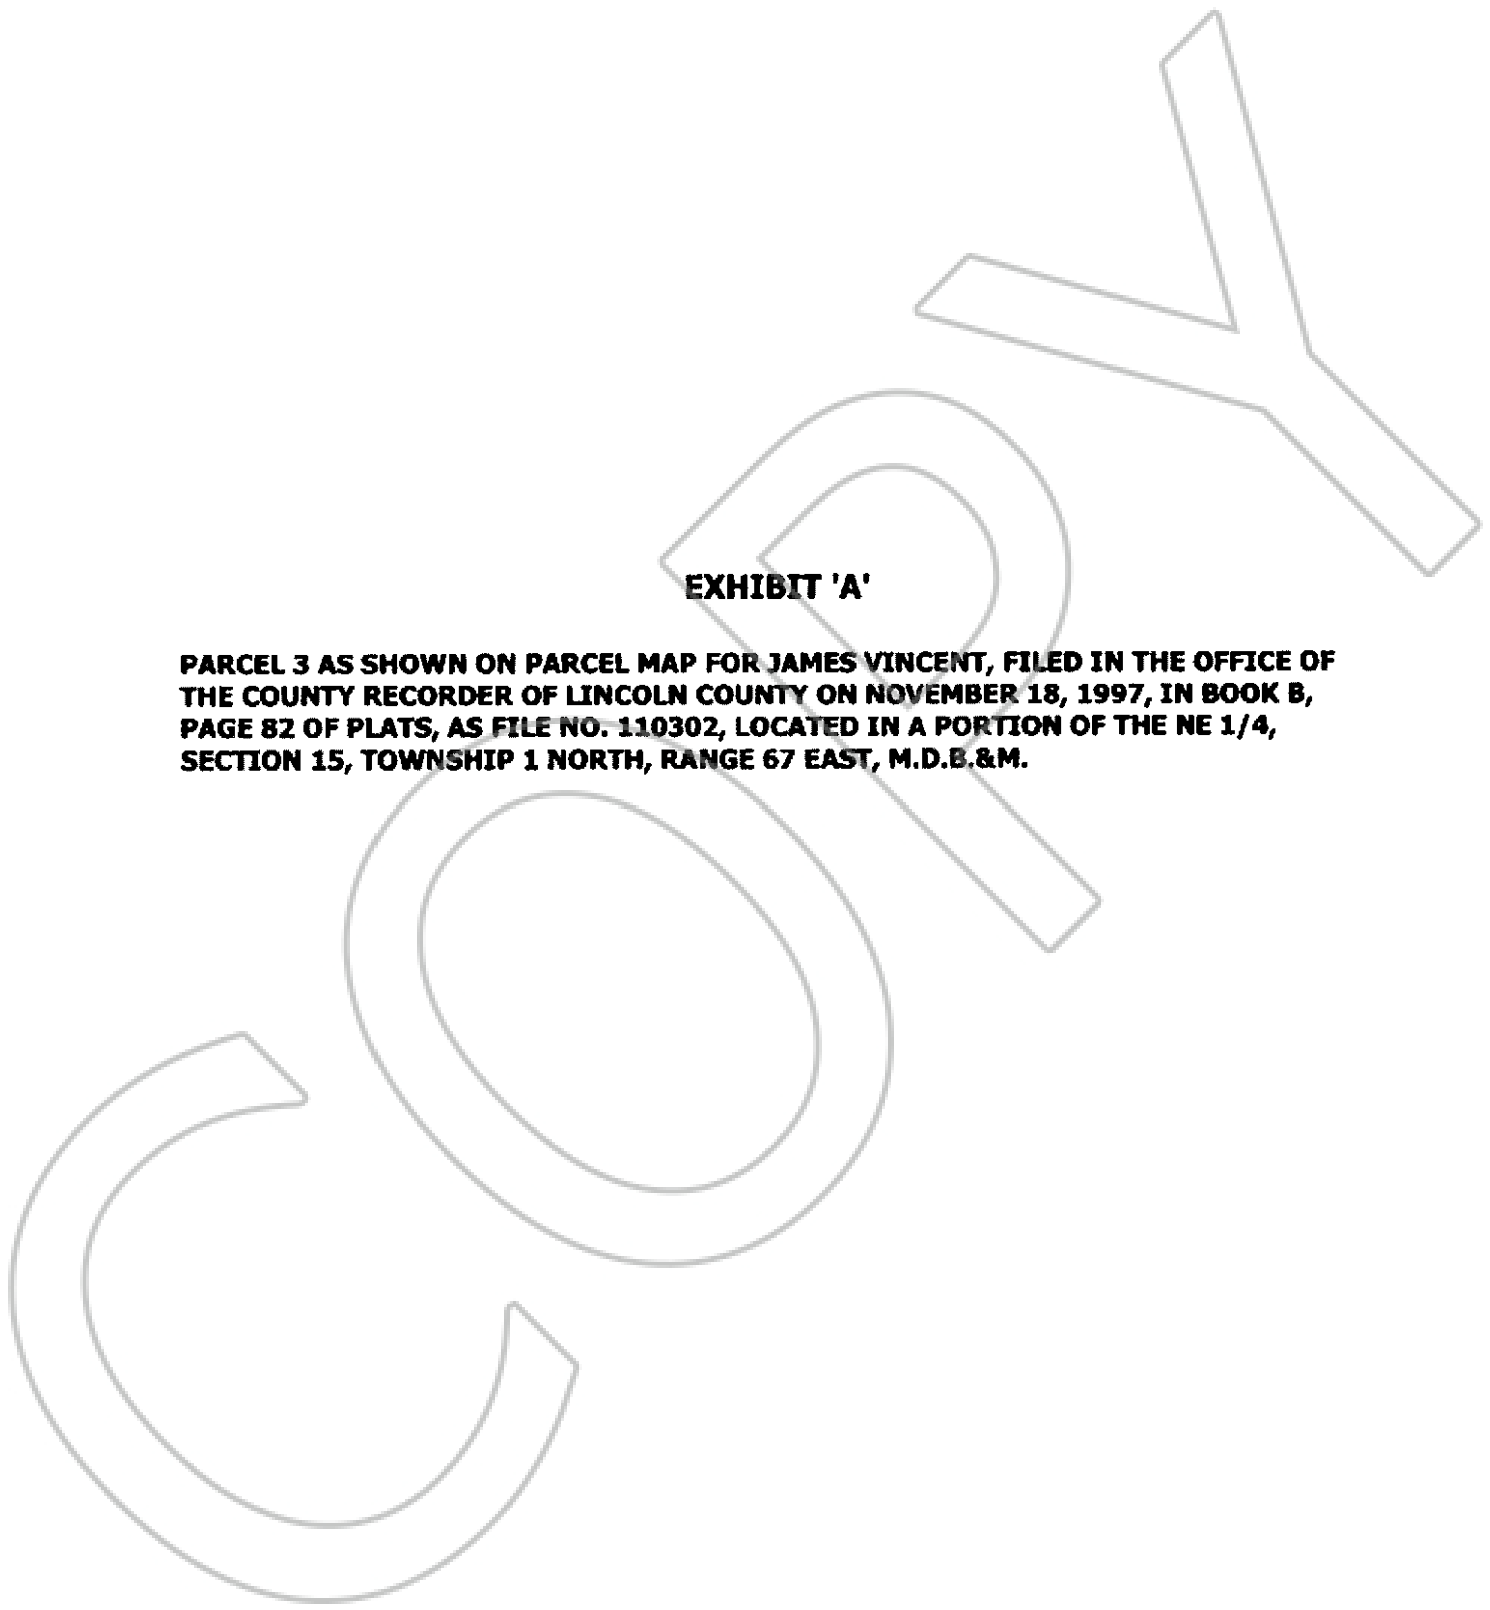 EXHIBIT 'A'
PARCEL 3 AS SHOWN ON PARCEL MAP FOR JAMES VINCENT, FILED IN THE OFFICE OF
THE COUNTY RECORDER OF LINCOLN COUNTY ON NOVEMBER 18, 1997, IN BOOK B,
PAGE 82 OF PLATS, AS FILE NO. 110302, LOCATED IN A PORTION OF THE NE 1/4,
SECTION 15, TOWNSHIP 1 NORTH, RANGE 67 EAST, M.D.B.&M.
COPY